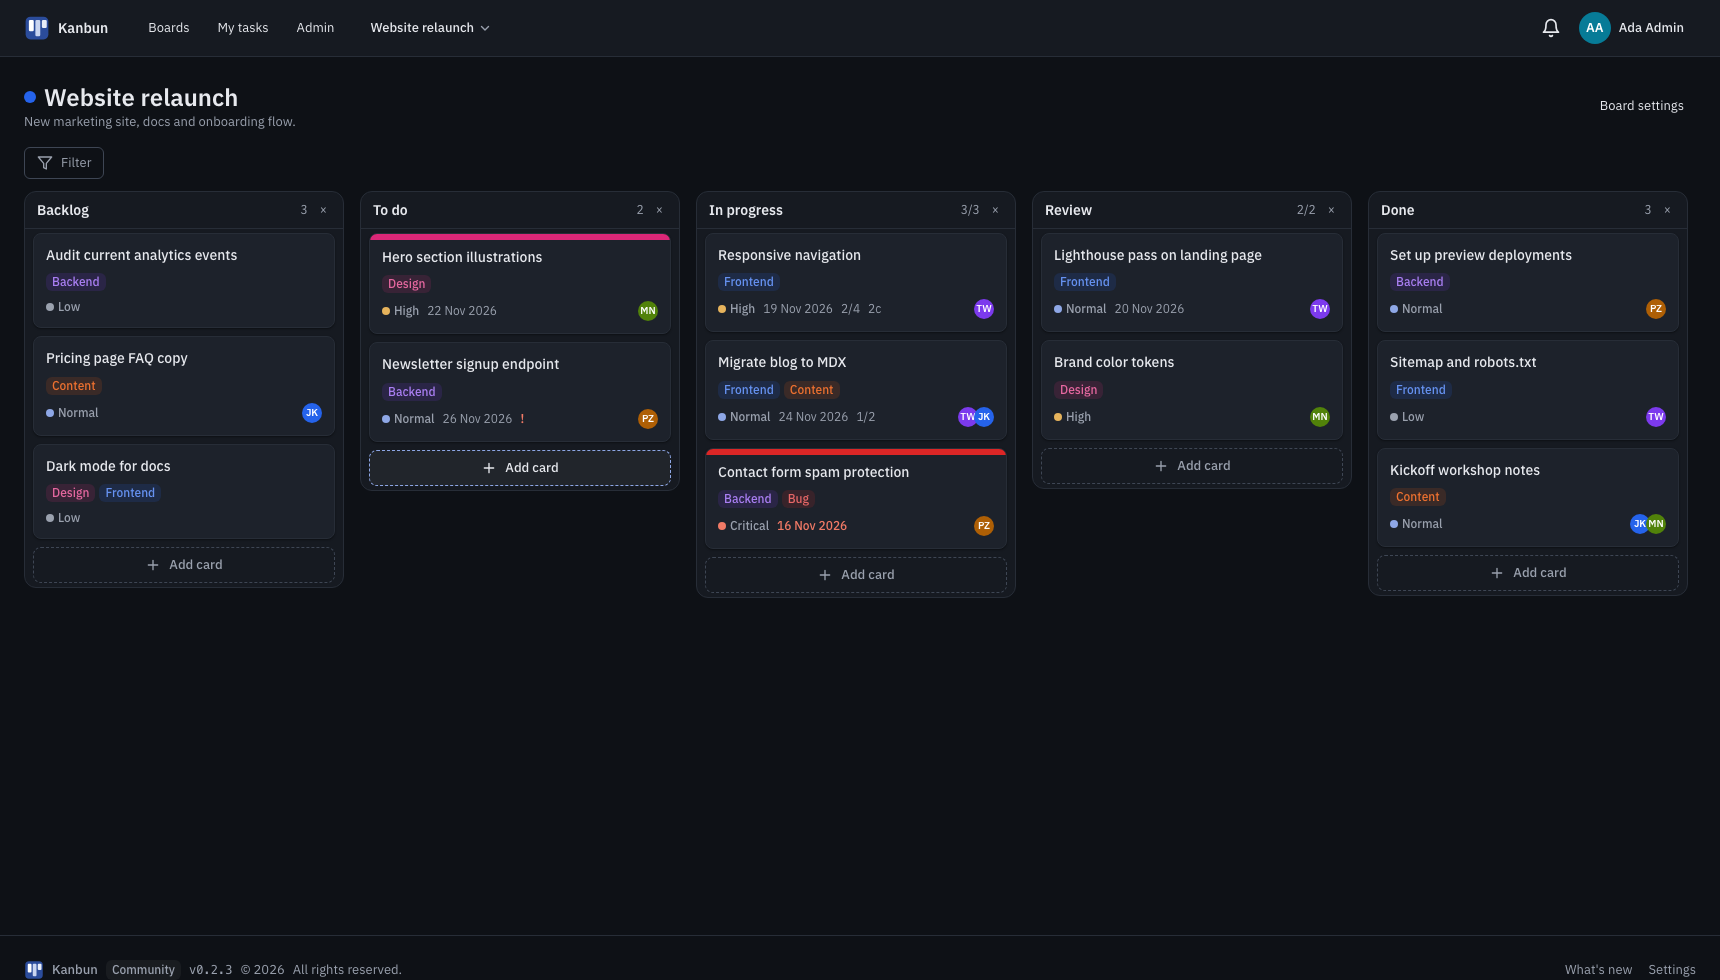 Kanbun Boards My tasks Admin Website relaunch AA Ada Admin
Website relaunch
New marketing site, docs and onboarding flow.
Board settings
Filter
Backlog 3 ×
Audit current analytics events
Backend
Low
Pricing page FAQ copy
Content
Normal JK
Dark mode for docs
Design Frontend
Low
+ Add card
To do 2 ×
Hero section illustrations
Design
High 22 Nov 2026 MN
Newsletter signup endpoint
Backend
Normal 26 Nov 2026 ! PZ
+ Add card
In progress 3/3 ×
Responsive navigation
Frontend
High 19 Nov 2026 2/4 2c TW
Migrate blog to MDX
Frontend Content
Normal 24 Nov 2026 1/2 TW JK
Contact form spam protection
Backend Bug
Critical 16 Nov 2026 PZ
+ Add card
Review 2/2 ×
Lighthouse pass on landing page
Frontend
Normal 20 Nov 2026 TW
Brand color tokens
Design
High MN
+ Add card
Done 3 ×
Set up preview deployments
Backend
Normal PZ
Sitemap and robots.txt
Frontend
Low TW
Kickoff workshop notes
Content
Normal JK MN
+ Add card
Kanbun Community v0.2.3 © 2026 All rights reserved. What's new Settings